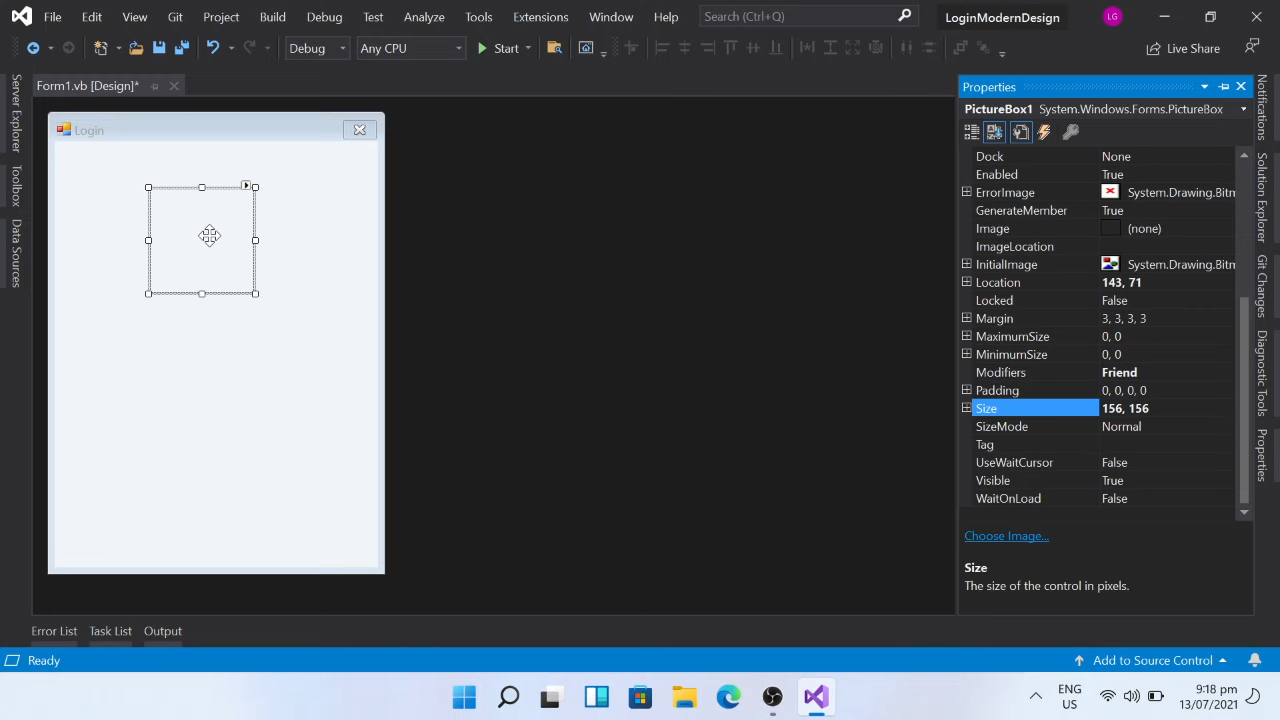 File Edit View Git Project Build Debug Test Analyze Tools Extensions Window Help Search (Ctrl+Q) LoginModernDesign LG
Debug Any CPU Start Live Share
Form1.vb [Design]*
Login
Server Explorer
Toolbox
Data Sources
Properties
PictureBox1 System.Windows.Forms.PictureBox
Dock None
Enabled True
ErrorImage System.Drawing.Bitm
GenerateMember True
Image (none)
ImageLocation
InitialImage System.Drawing.Bitm
Location 143, 71
Locked False
Margin 3, 3, 3, 3
MaximumSize 0, 0
MinimumSize 0, 0
Modifiers Friend
Padding 0, 0, 0, 0
Size 156, 156
SizeMode Normal
Tag
UseWaitCursor False
Visible True
WaitOnLoad False
Choose Image...
Size
The size of the control in pixels.
Notifications
Solution Explorer
Git Changes
Diagnostic Tools
Properties
Error List Task List Output
Ready Add to Source Control
ENG
US
9:18 pm
13/07/2021